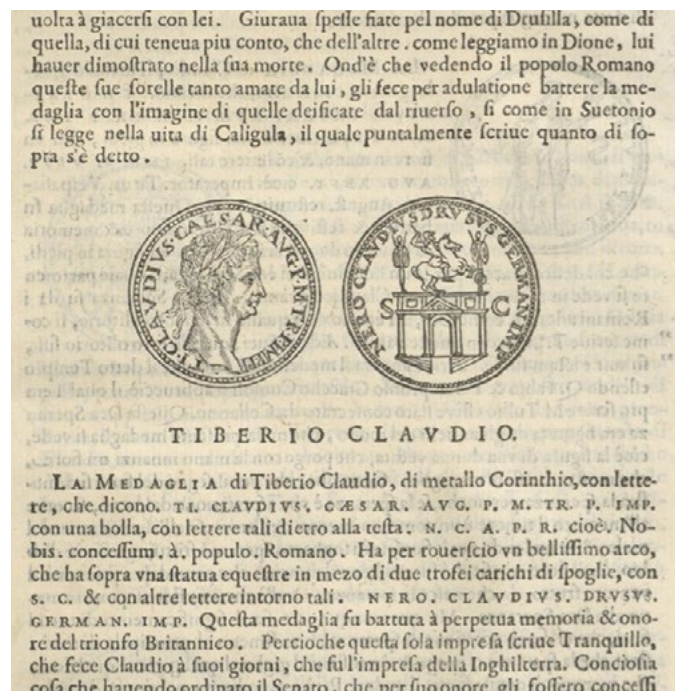 uolta à giacersi con lei. Giuraua spesse fiate pel nome di Drusilla, come di
quella, di cui teneua piu conto, che dell'altre. come leggiamo in Dione, lui
hauer dimostrato nella sua morte. Ond'è che vedendo il popolo Romano
queste sue sorelle tanto amate da lui, gli fece per adulatione battere la me-
daglia con l'imagine di quelle deificate dal riuerso, si come in Suetonio
si legge nella uita di Caligula, il quale puntalmente scriue quanto di so-
pra s'è detto.
TI·CLAVDIVS·CAESAR·AVG·P·M·TR·P·IMP
NERO CLAVDIVS DRVSVS GERMAN IMP
S C
TIBERIO CLAVDIO.
LA MEDAGLIA di Tiberio Claudio, di metallo Corinthio, con lette-
re, che dicono. TI. CLAVDIVS. CÆSAR. AVG. P. M. TR. P. IMP.
con una bolla, con lettere tali dietro alla testa. N. C. A. P. R. cioè. No-
bis. concessum. à. populo. Romano. Ha per rouerscio vn bellissimo arco,
che ha sopra vna statua equestre in mezo di due trofei carichi di spoglie, con
S. C. & con altre lettere intorno tali. NERO. CLAVDIVS. DRVSVS.
GERMAN. IMP. Questa medaglia fu battuta à perpetua memoria & ono-
re del trionfo Britannico. Percioche questa sola impresa scriue Tranquillo,
che fece Claudio à suoi giorni, che fu l'impresa della Inghilterra. Conciosia
cosa che hauendo ordinato il Senato, che per suo onore gli fossero concessi